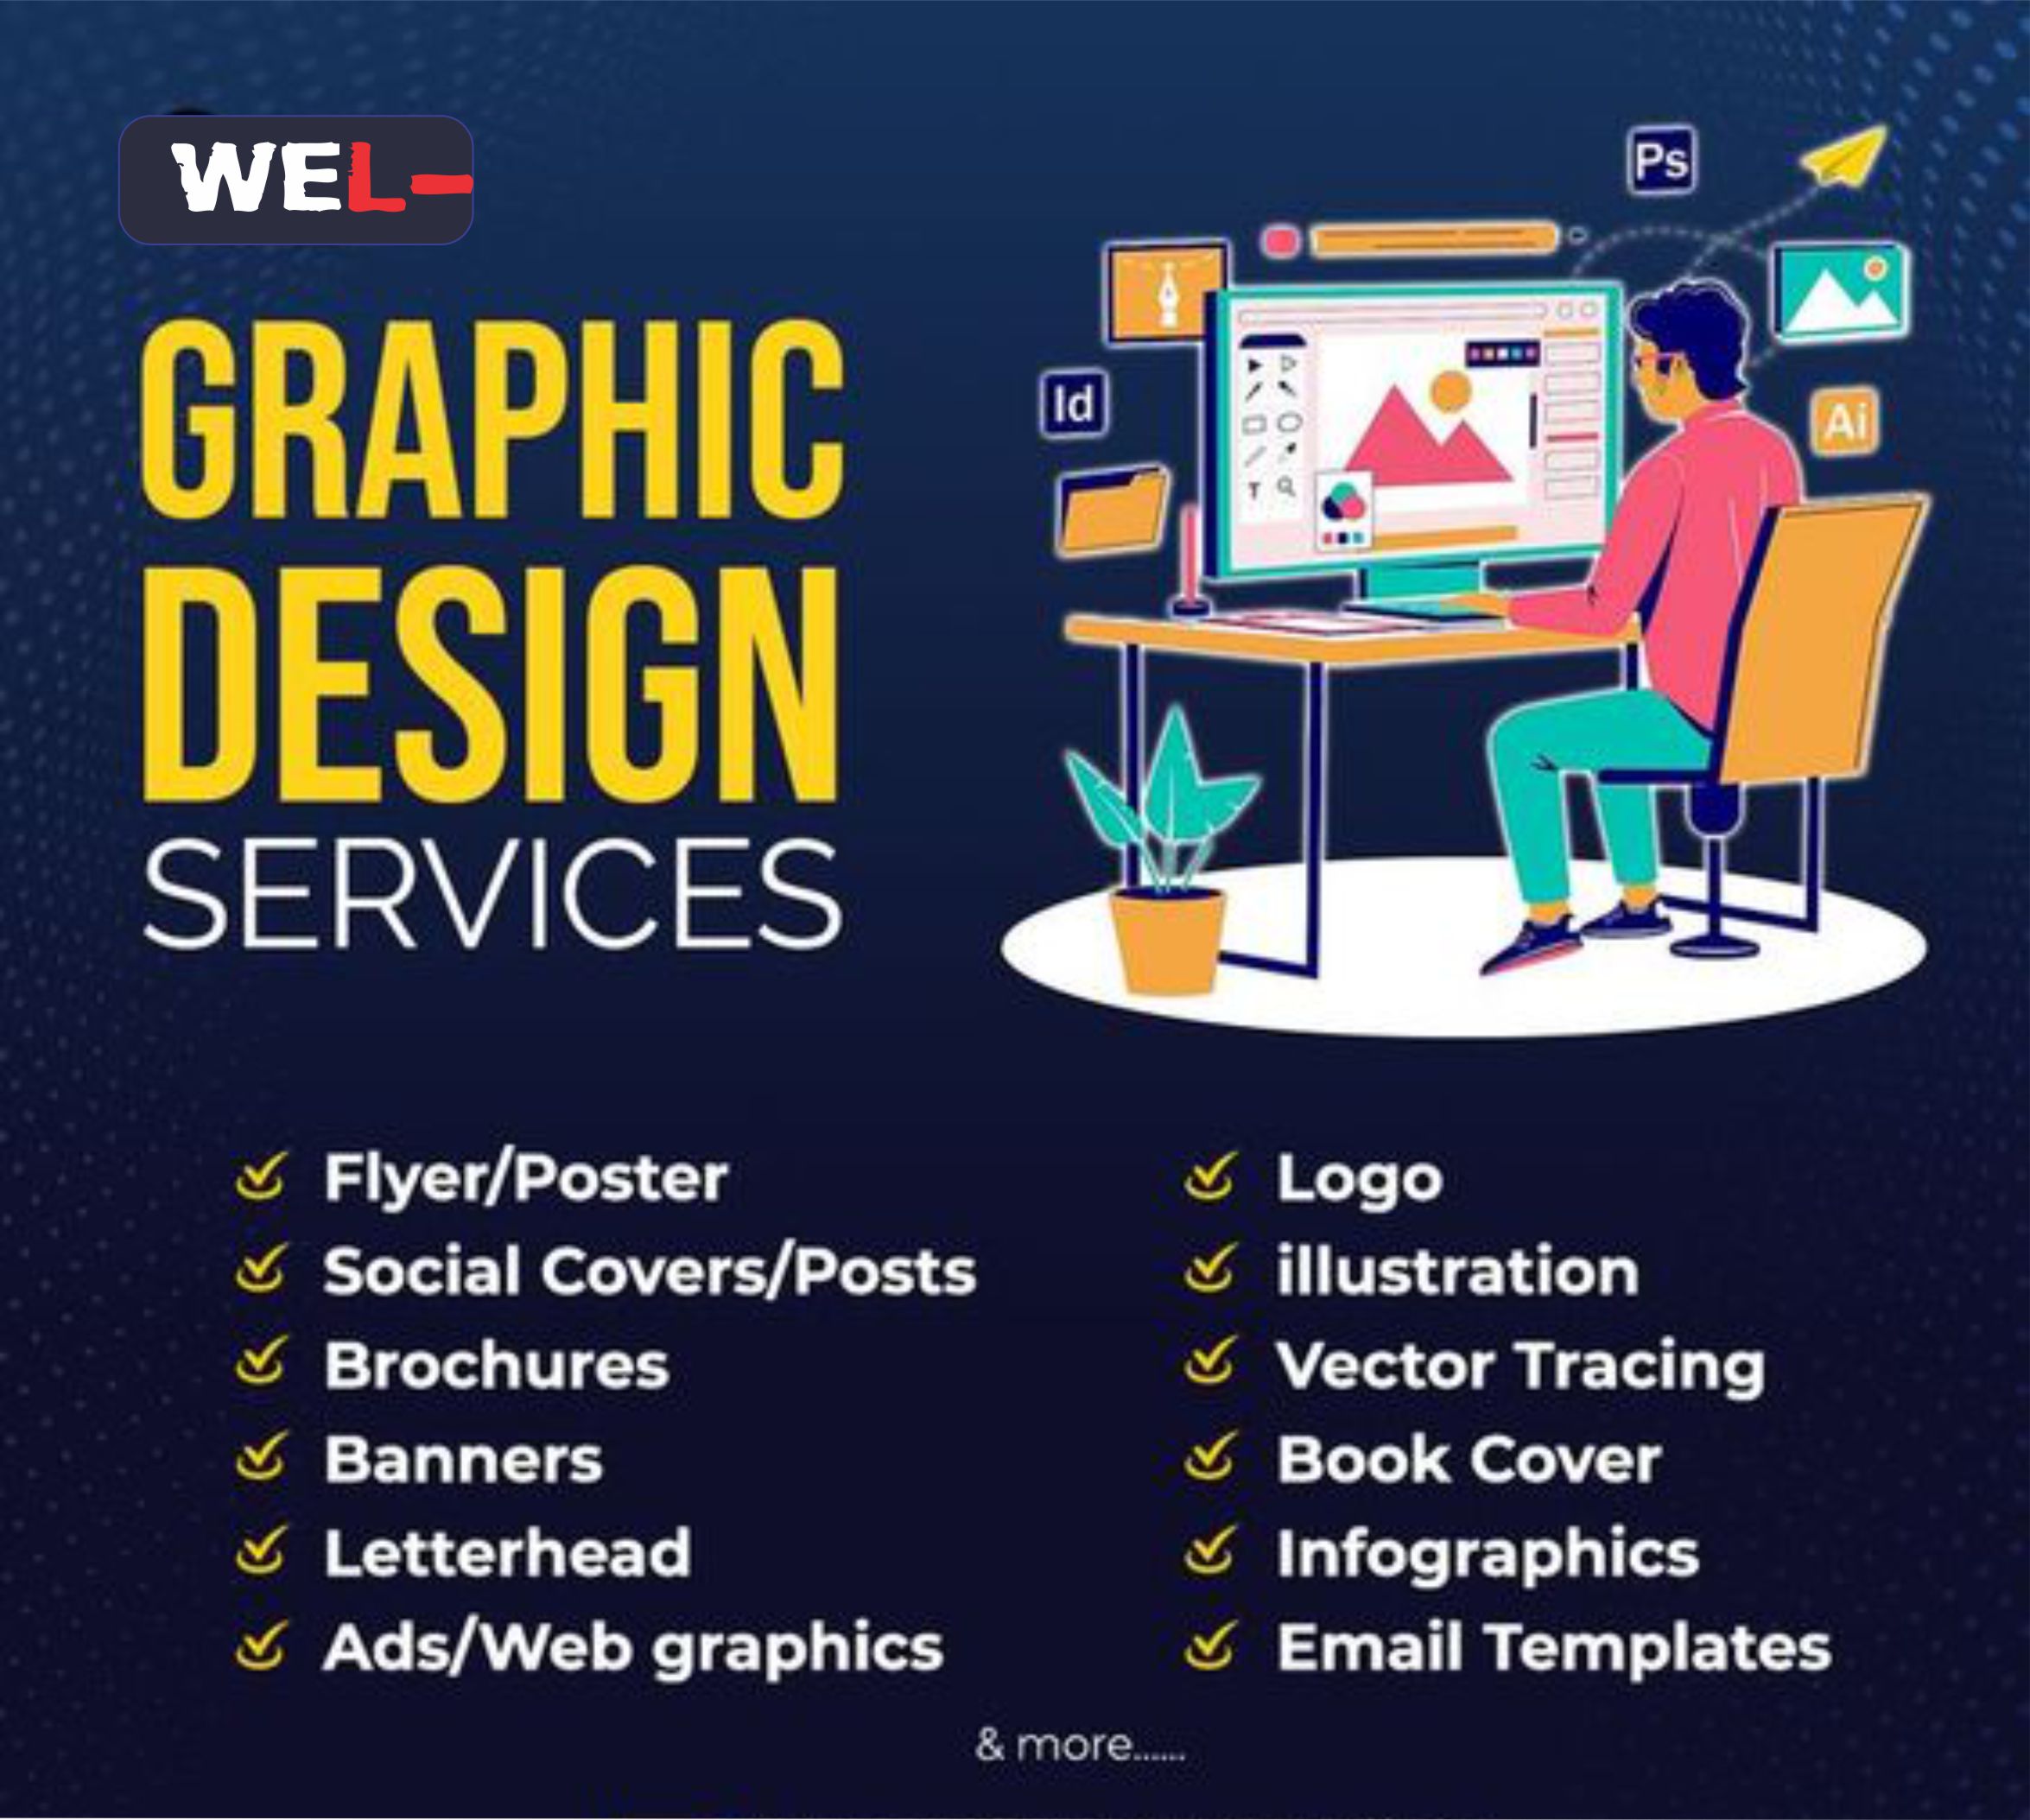 WEL-
GRAPHIC
DESIGN
SERVICES
Ps
Id
Ai
T
Flyer/Poster
Social Covers/Posts
Brochures
Banners
Letterhead
Ads/Web graphics
Logo
illustration
Vector Tracing
Book Cover
Infographics
Email Templates
& more......